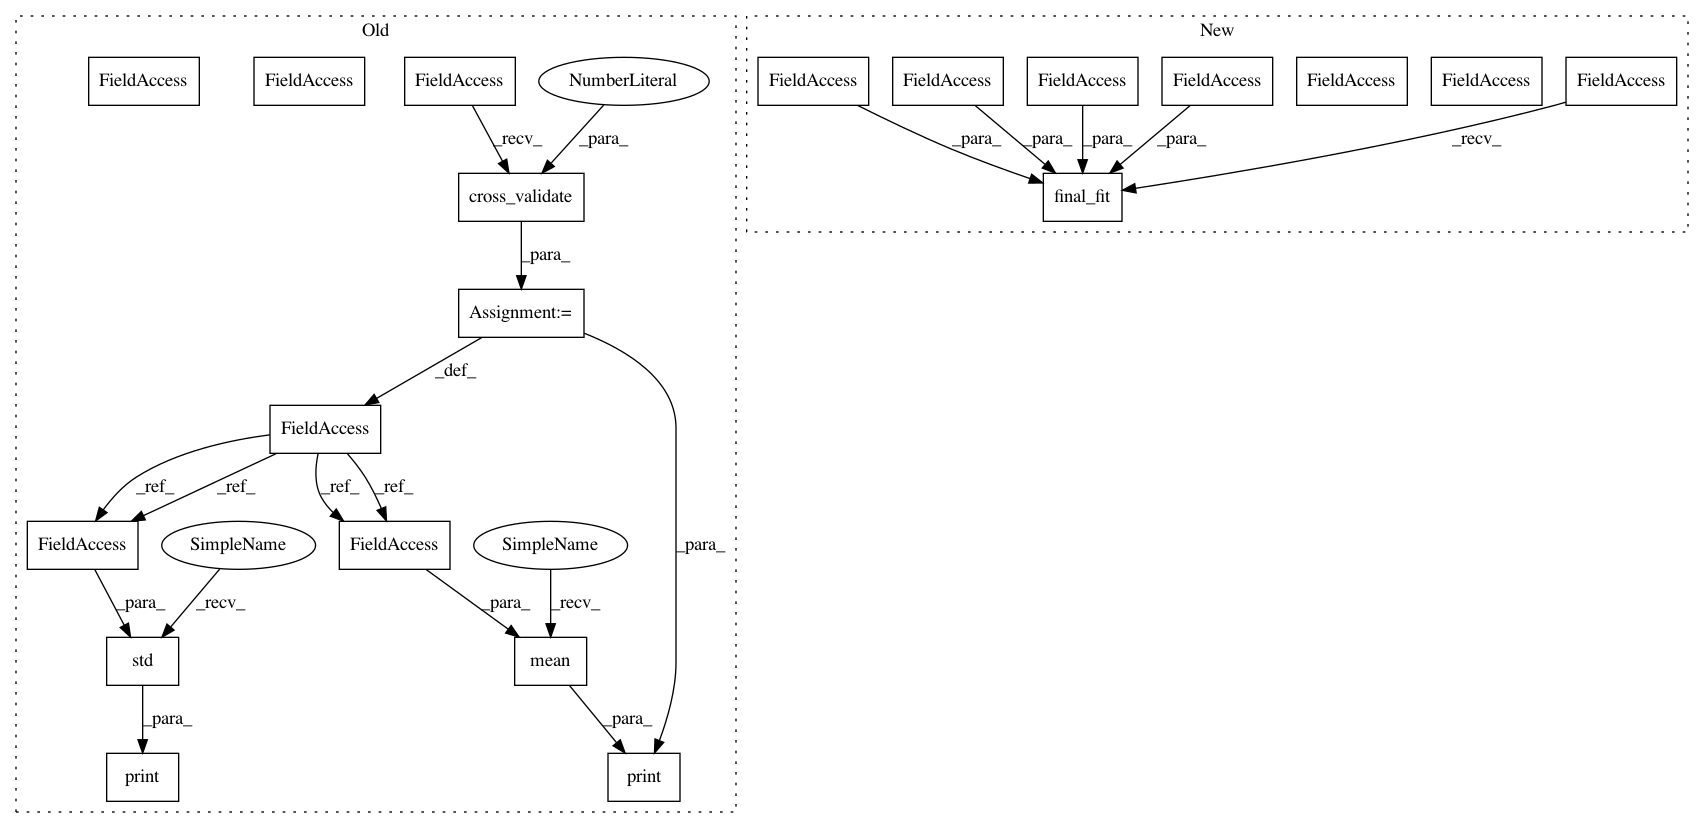 Old
New
FieldAccess
FieldAccess
FieldAccess
NumberLiteral
FieldAccess
FieldAccess
FieldAccess
FieldAccess
FieldAccess
FieldAccess
FieldAccess
_recv_
_para_
_para_
_para_
_para_
_para_
_recv_
cross_validate
final_fit
_para_
Assignment:=
_def_
FieldAccess
_ref_
_ref_
_ref_
_ref_
FieldAccess
SimpleName
FieldAccess
SimpleName
_para_
_para_
_recv_
_para_
_recv_
std
mean
_para_
_para_
print
print